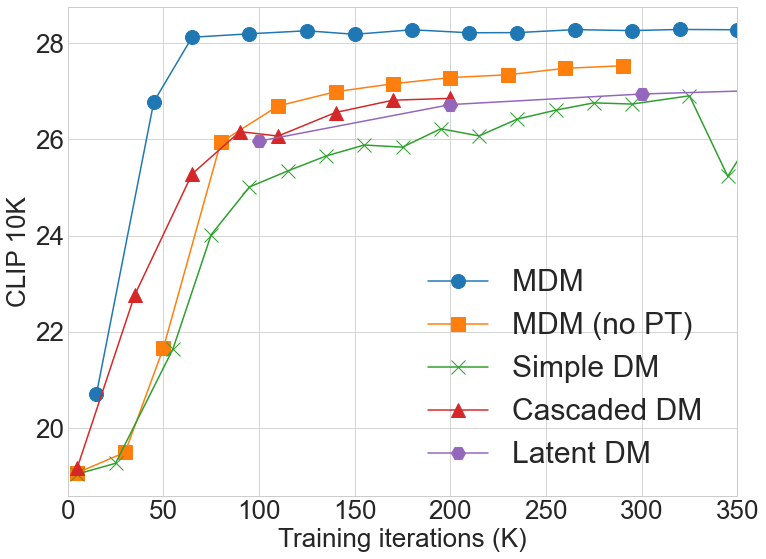 28
26
24
22
20
CLIP 10K
MDM
MDM (no PT)
Simple DM
Cascaded DM
Latent DM
0 50 100 150 200 250 300 350
Training iterations (K)